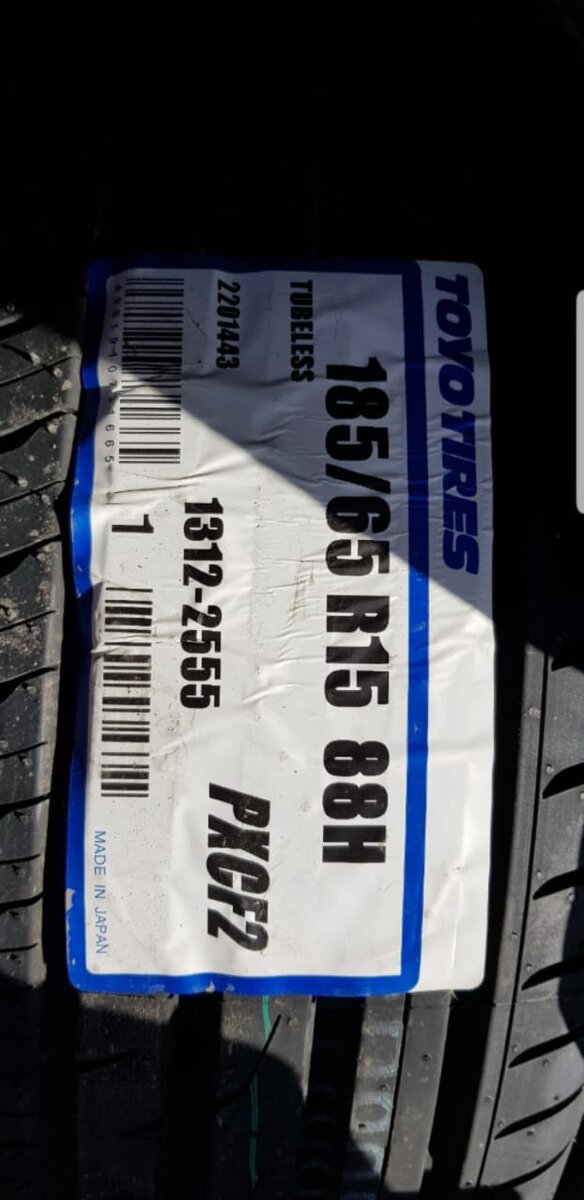 TOYO TIRES
185/65 R15 88H
TUBELESS
2201443
1312-2555
PXCF2
1
MADE IN JAPAN